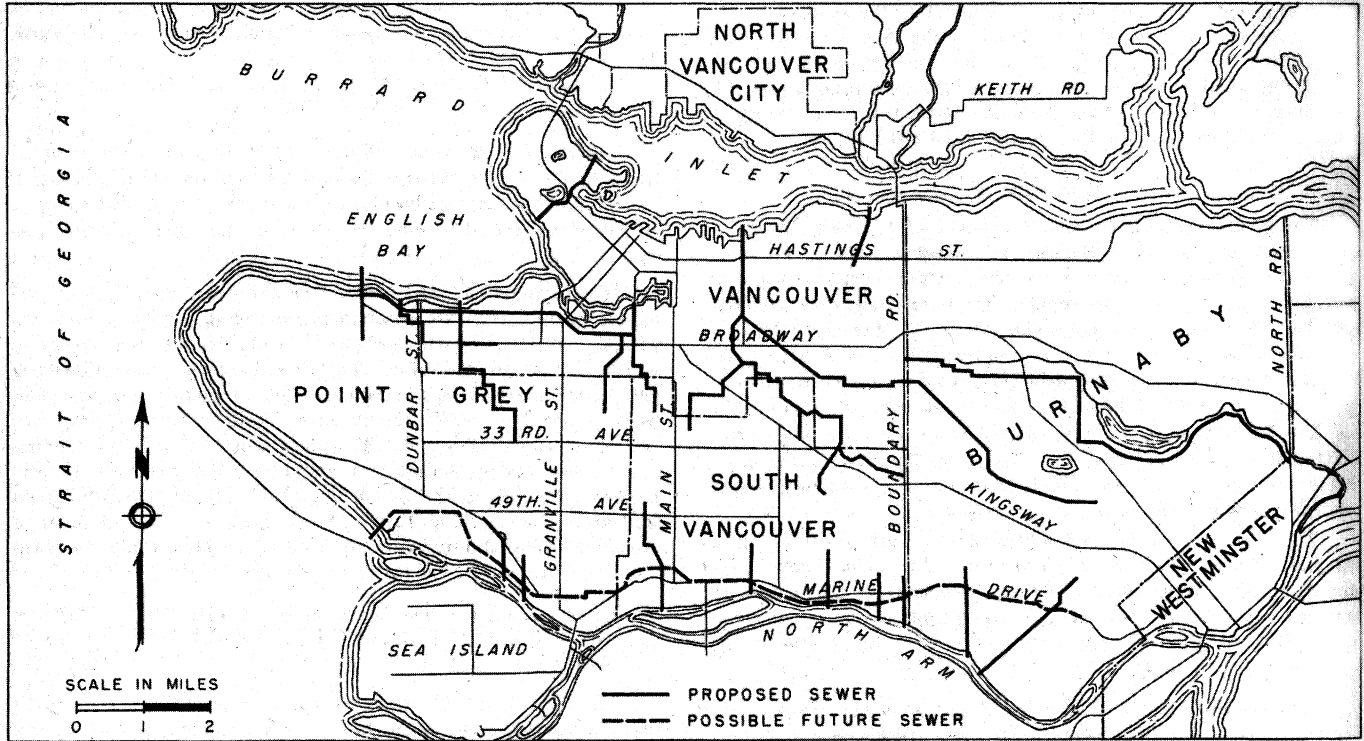 NORTH
VANCOUVER
CITY
BURRARD
KEITH RD.
INLET
STRAIT OF GEORGIA
ENGLISH
BAY
HASTINGS ST.
VANCOUVER
BROADWAY
RD.
NORTH RD.
BURNABY
POINT GREY
DUNBAR ST.
GRANVILLE ST.
MAIN ST.
33 RD. AVE.
BOUNDARY
SOUTH
VANCOUVER
49TH. AVE.
KINGSWAY
N
NEW
WESTMINSTER
MARINE DRIVE
NORTH ARM
SEA ISLAND
SCALE IN MILES
0 1 2
PROPOSED SEWER
POSSIBLE FUTURE SEWER